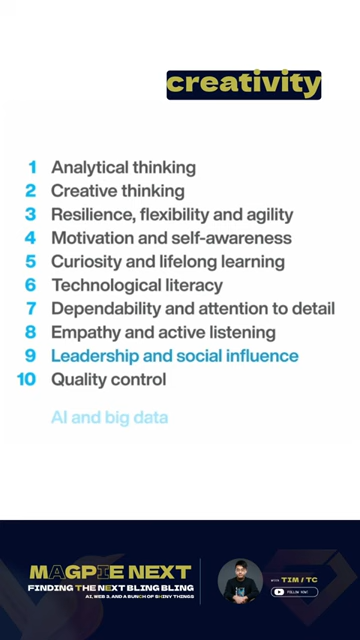 creativity
1 Analytical thinking
2 Creative thinking
3 Resilience, flexibility and agility
4 Motivation and self-awareness
5 Curiosity and lifelong learning
6 Technological literacy
7 Dependability and attention to detail
8 Empathy and active listening
9 Leadership and social influence
10 Quality control
AI and big data
MAGPIE NEXT
FINDING THE NEXT BLING BLING
AI, WEB 3, AND A BUNCH OF SHINY THINGS
WITH TIM / TC
FOLLOW NOW!